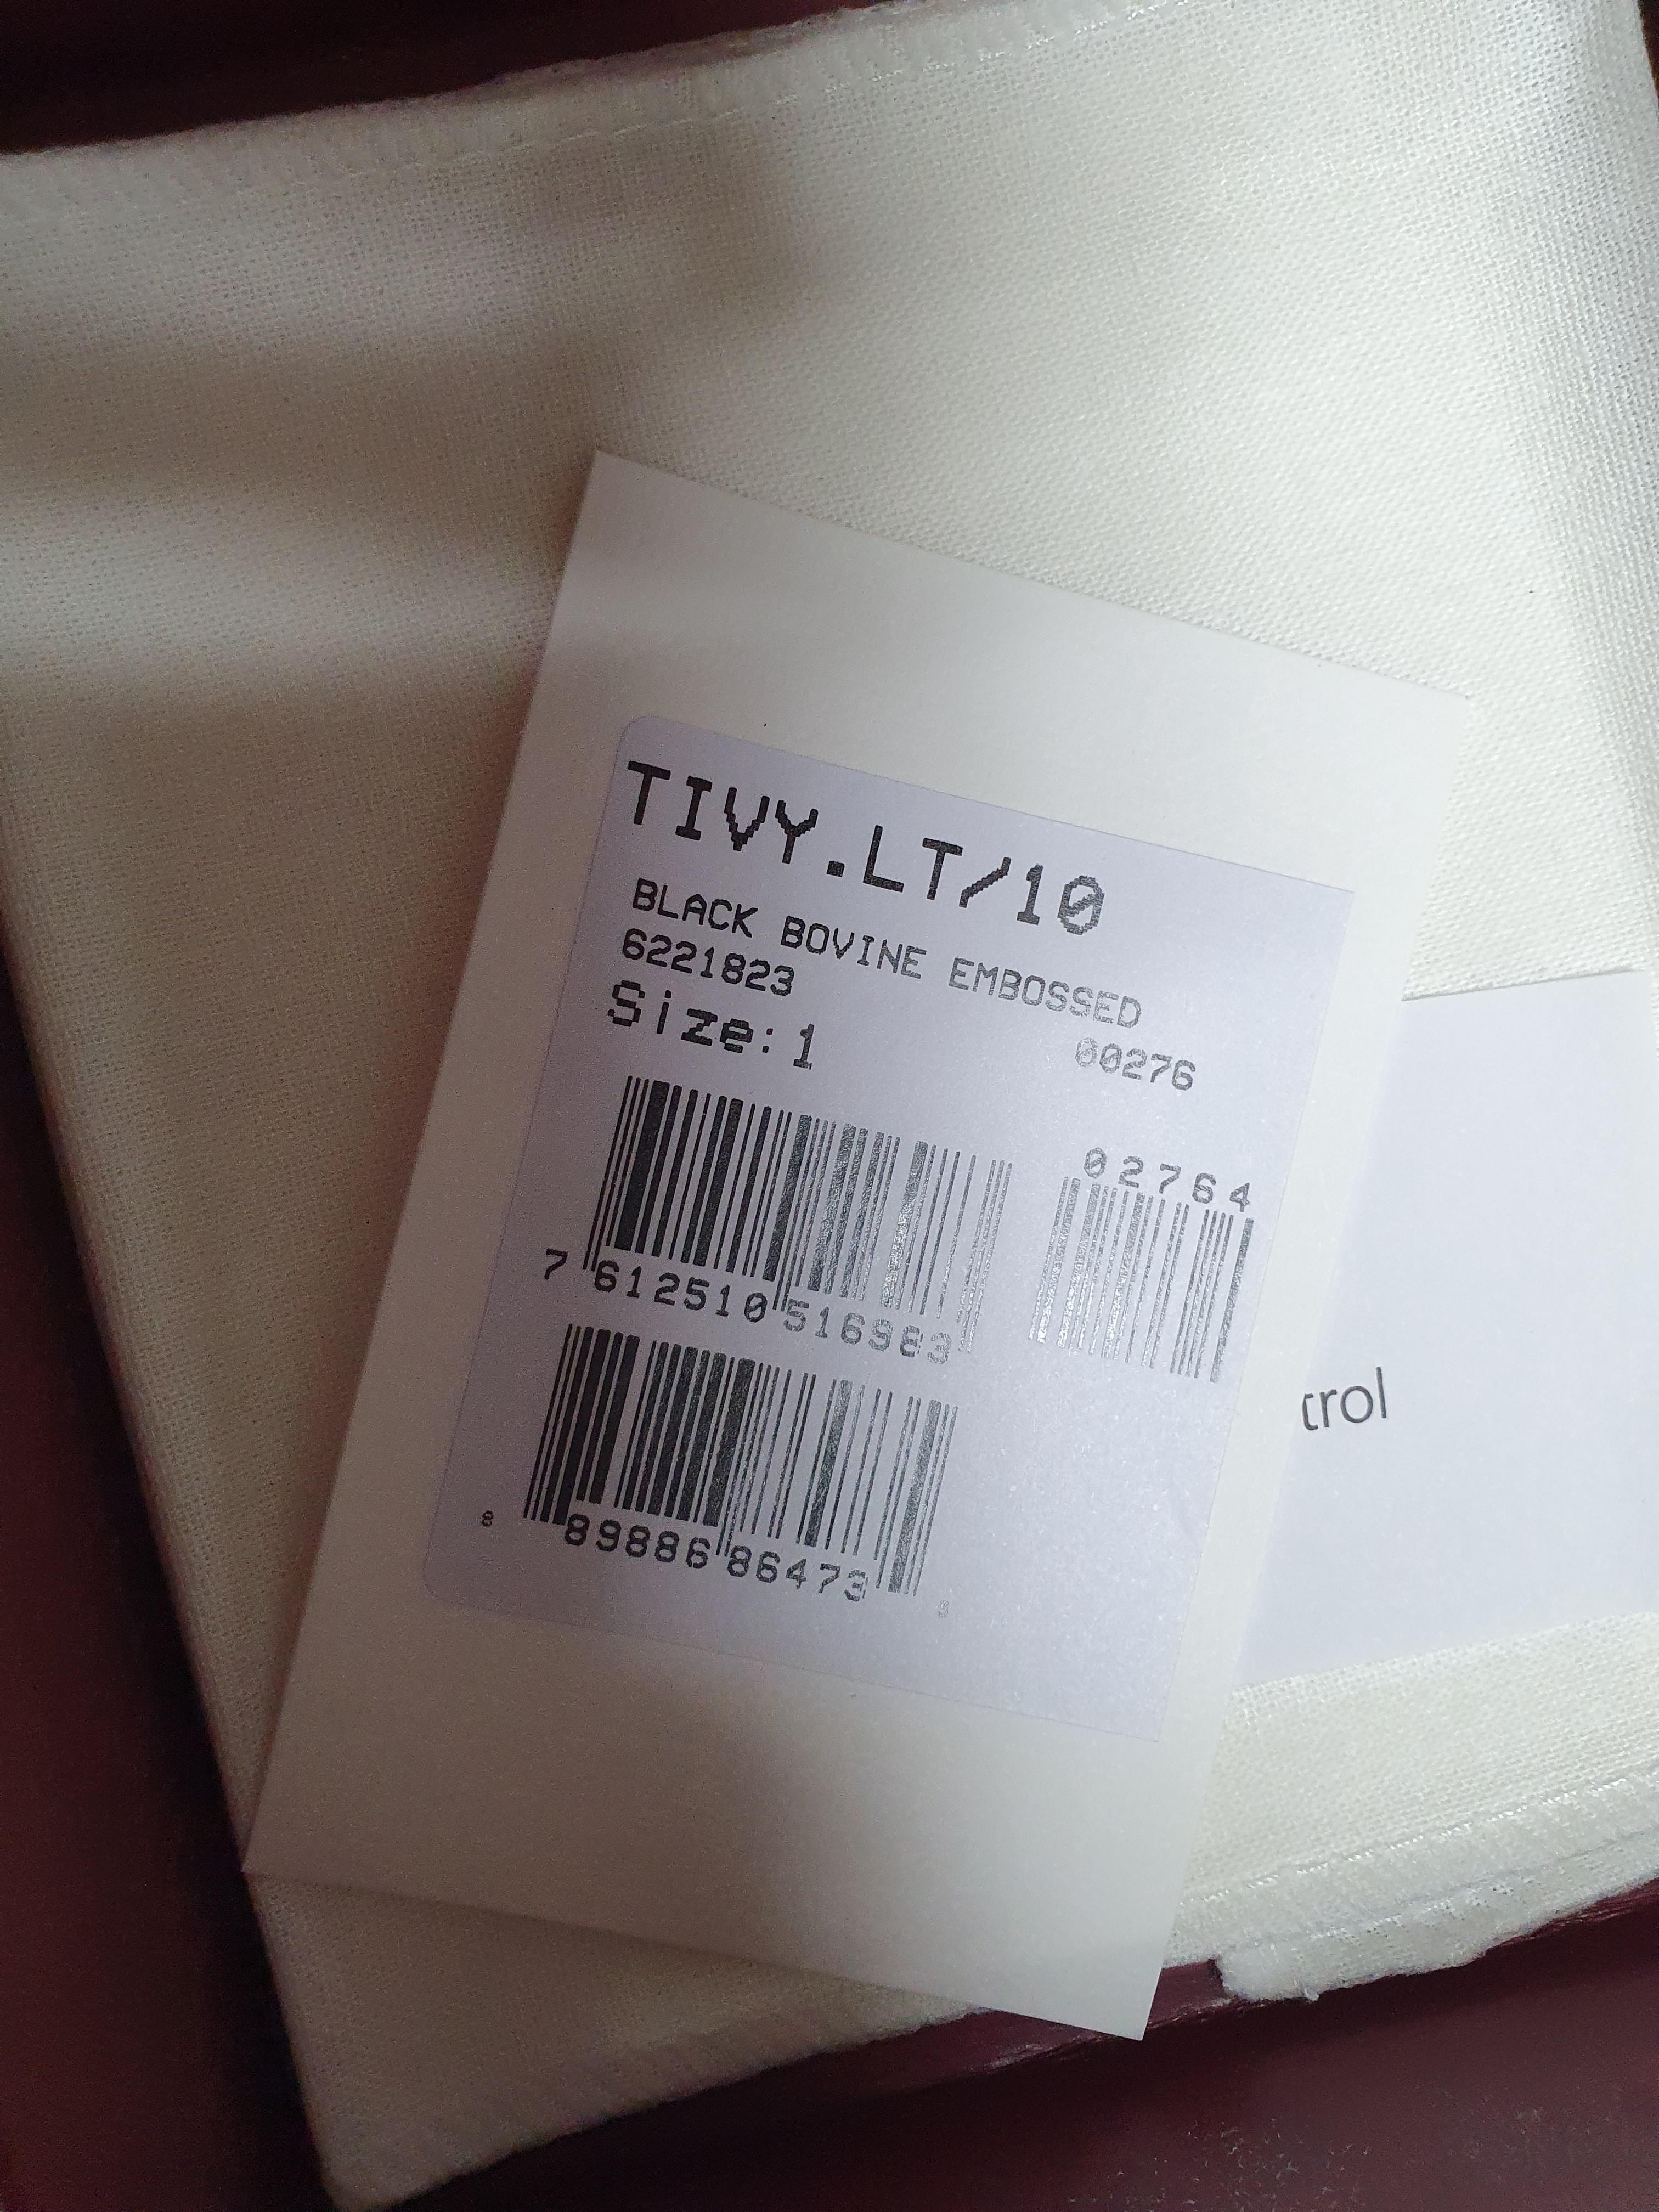 TIVY.LT/10
BLACK BOVINE EMBOSSED
6221823
00276
Size:1
02764
7 612510 516983
8 89886 86473
trol